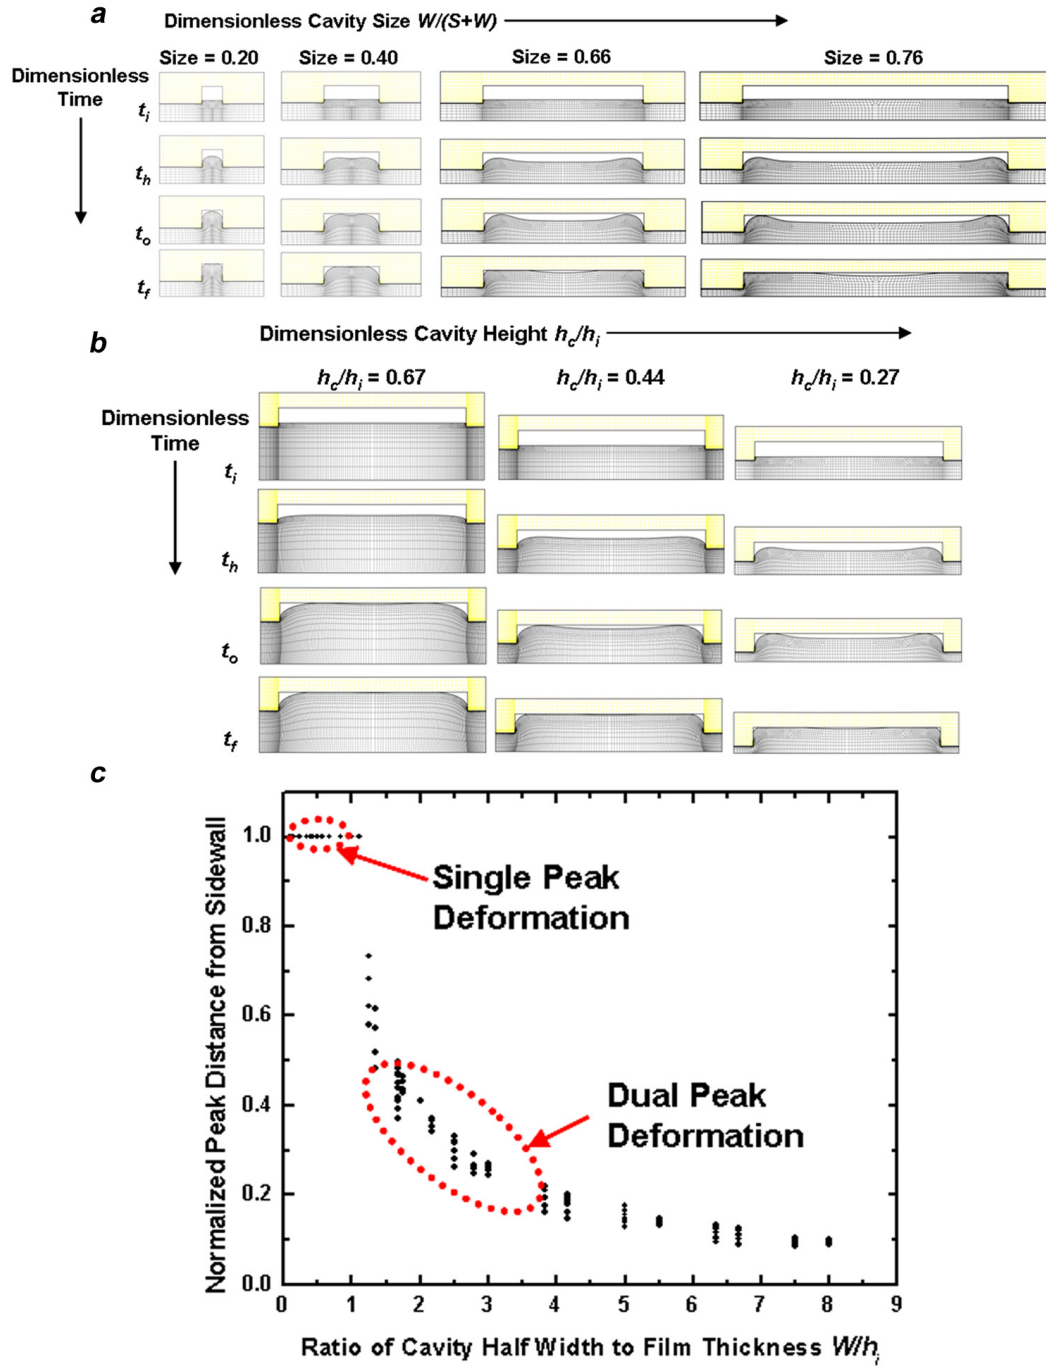 a
Dimensionless Cavity Size W/(S+W)
Size = 0.20 Size = 0.40 Size = 0.66 Size = 0.76
Dimensionless
Time
ti
th
to
tf
b
Dimensionless Cavity Height hc/hi
hc/hi = 0.67 hc/hi = 0.44 hc/hi = 0.27
Dimensionless
Time
ti
th
to
tf
c
Normalized Peak Distance from Sidewall
1.0
0.8
0.6
0.4
0.2
0.0
Single Peak
Deformation
Dual Peak
Deformation
0 1 2 3 4 5 6 7 8 9
Ratio of Cavity Half Width to Film Thickness W/hi